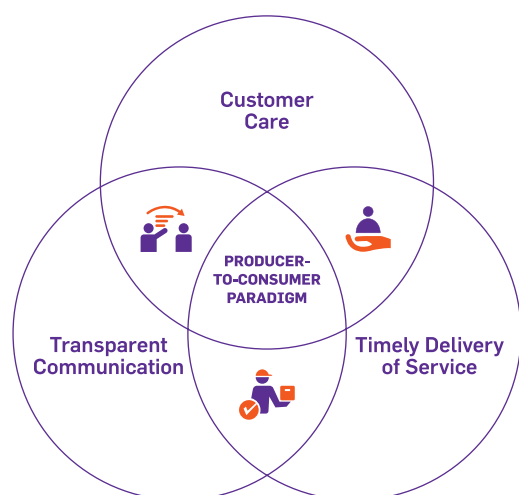 Customer
Care
PRODUCER-
TO-CONSUMER
PARADIGM
Transparent
Communication
Timely Delivery
of Service